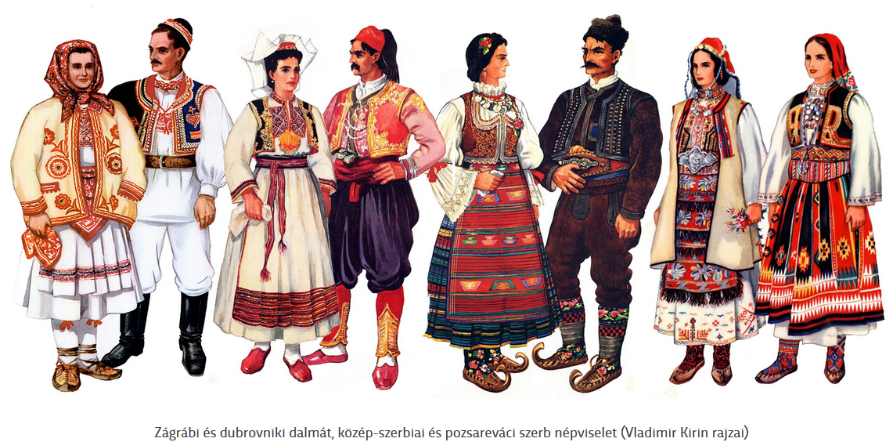 Zágrábi és dubrovniki dalmát, közép-szerbiai és pozsareváci szerb népviselet (Vladimir Kirin rajzai)